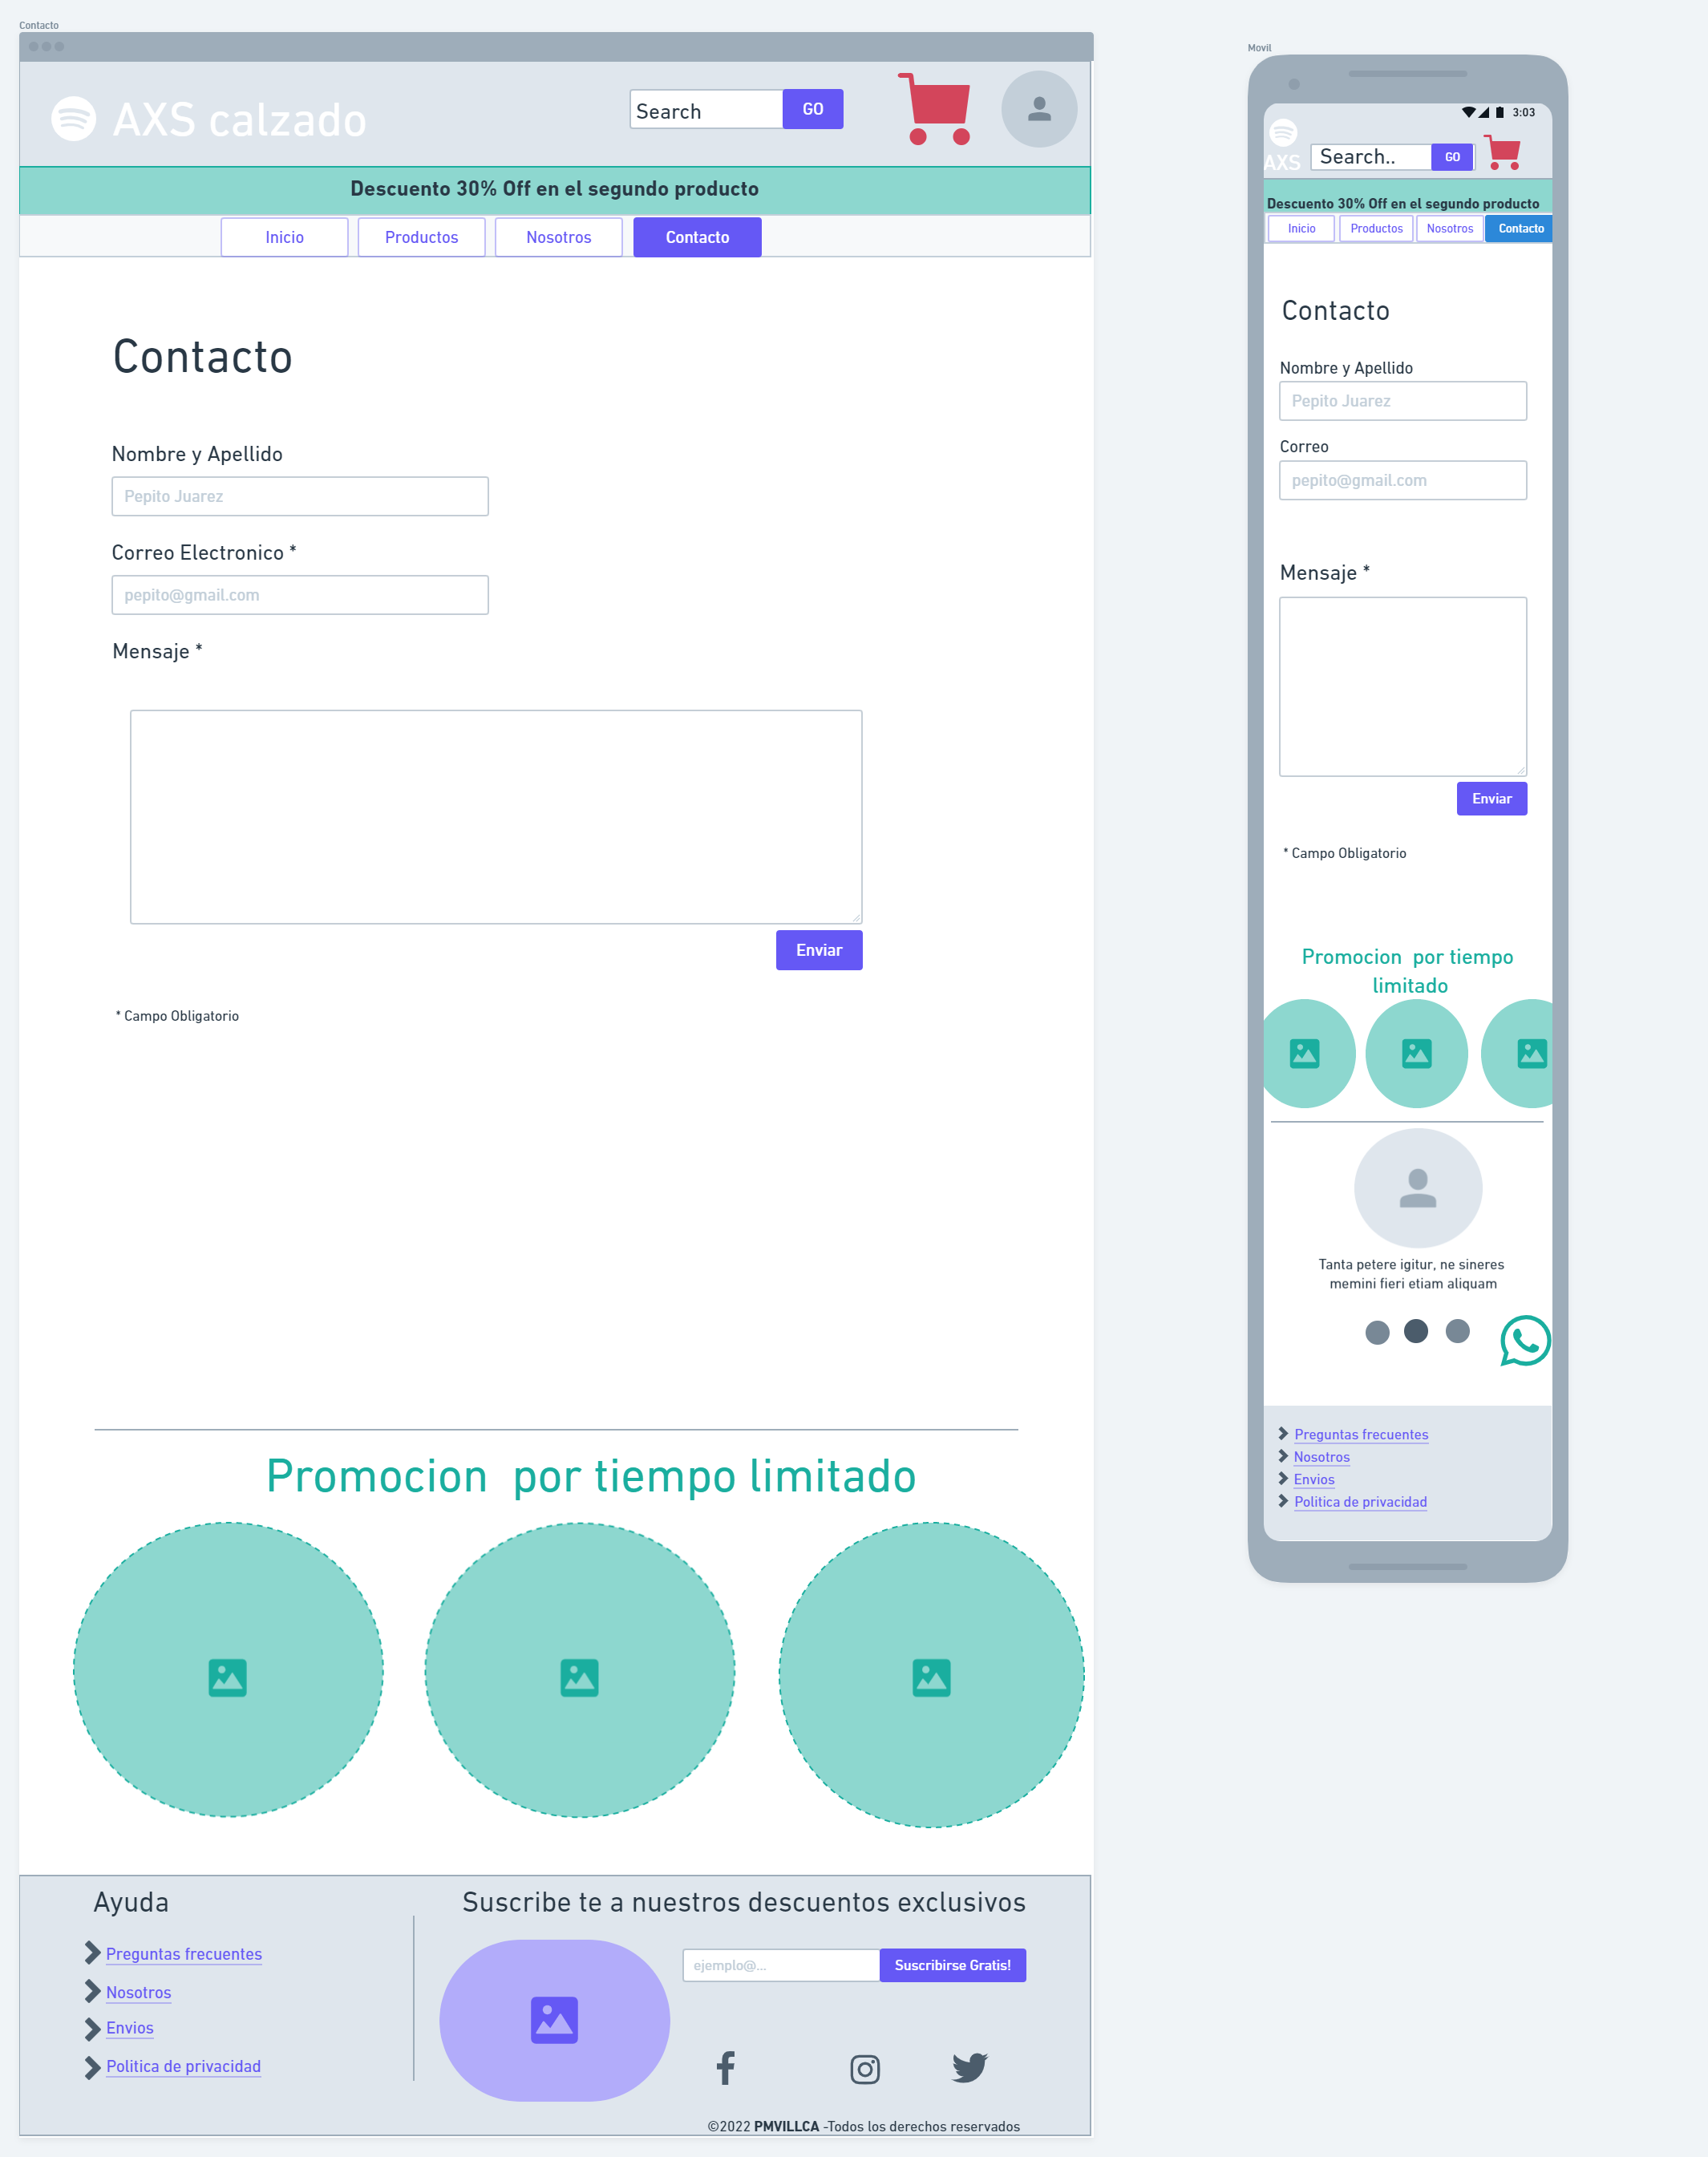 Contacto
AXS calzado
Search
GO
Descuento 30% Off en el segundo producto
Inicio
Productos
Nosotros
Contacto
Contacto
Nombre y Apellido
Pepito Juarez
Correo Electronico *
pepito@gmail.com
Mensaje *
Enviar
* Campo Obligatorio
Promocion  por tiempo limitado
Ayuda
Preguntas frecuentes
Nosotros
Envios
Politica de privacidad
Suscribe te a nuestros descuentos exclusivos
ejemplo@...
Suscribirse Gratis!
©2022 PMVILLCA -Todos los derechos reservados
Movil
3:03
AXS
Search..
GO
Descuento 30% Off en el segundo producto
Inicio
Productos
Nosotros
Contacto
Contacto
Nombre y Apellido
Pepito Juarez
Correo
pepito@gmail.com
Mensaje *
Enviar
* Campo Obligatorio
Promocion  por tiempo
limitado
Tanta petere igitur, ne sineres
memini fieri etiam aliquam
Preguntas frecuentes
Nosotros
Envios
Politica de privacidad